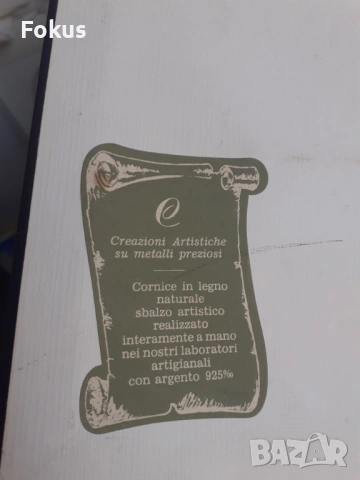 Fokus
C
Creazioni Artistiche
su metalli preziosi
Cornice in legno
naturale
sbalzo artistico
realizzato
interamente a mano
nei nostri laboratori
artigianali
con argento 925‰
BAZAR